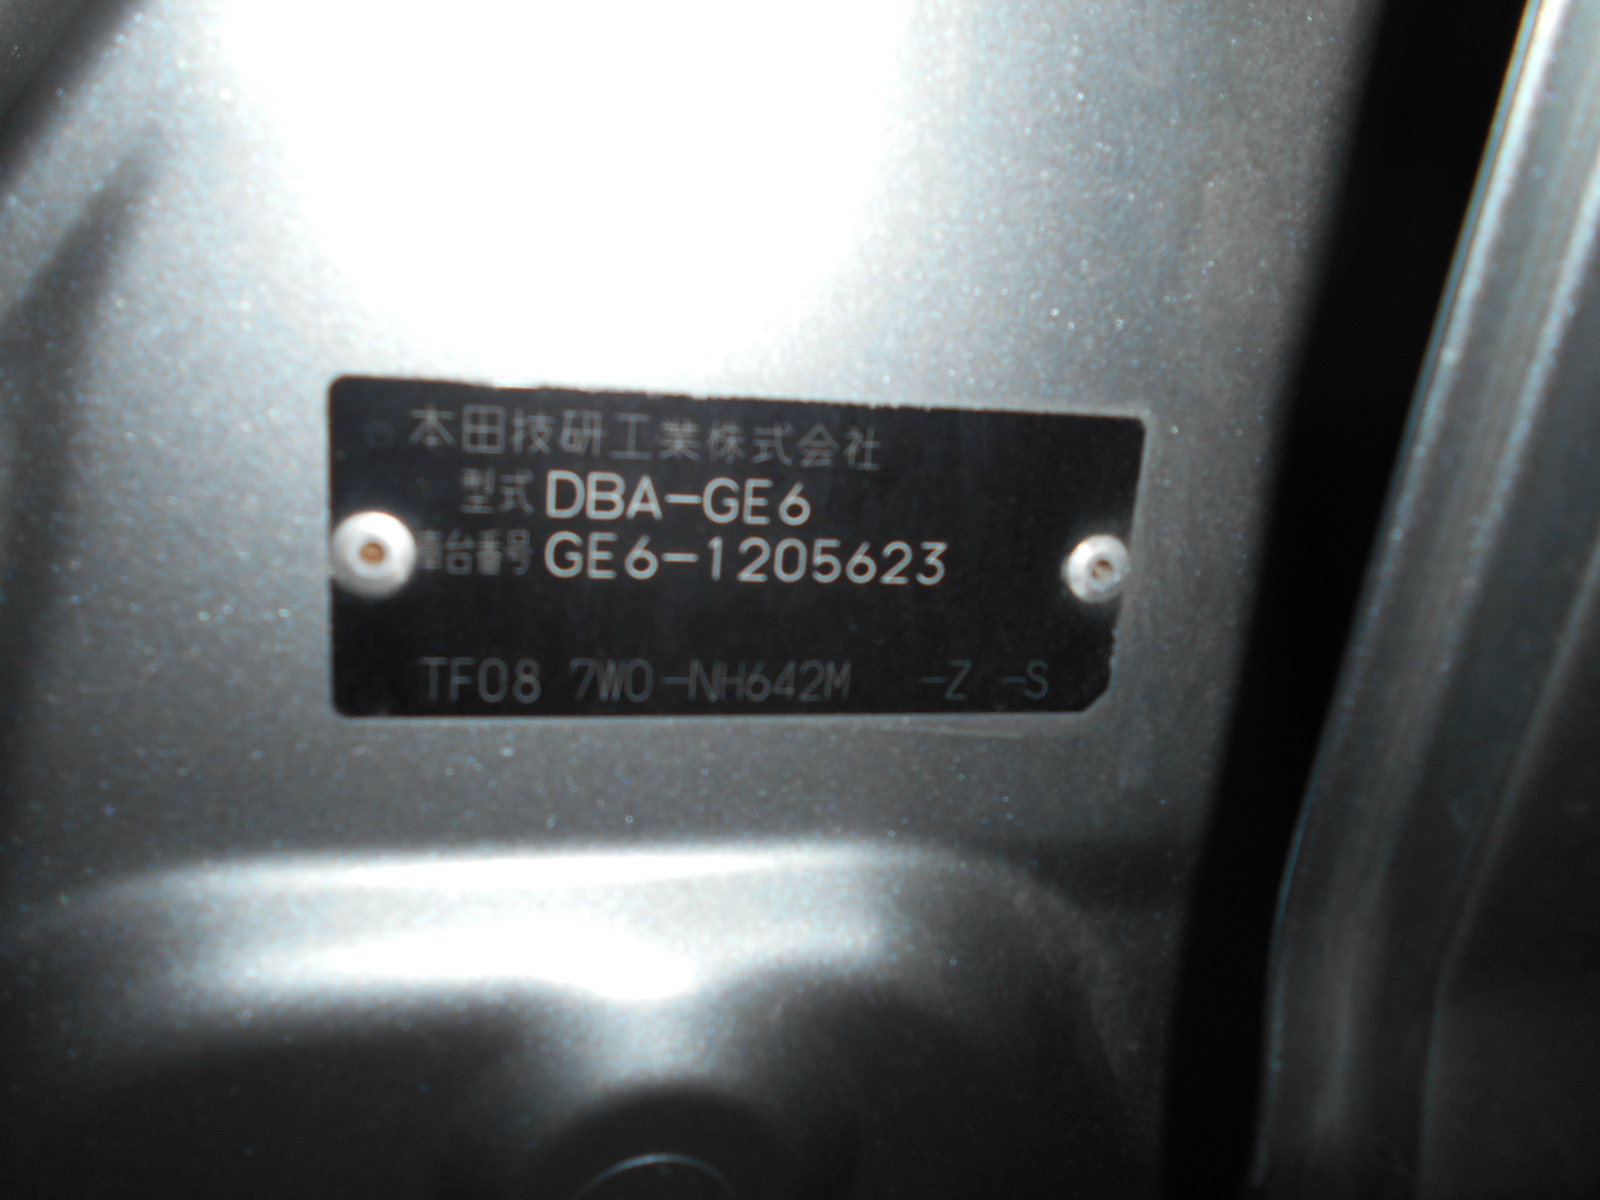 本田技研工業株式会社
型式 DBA-GE6
車台番号 GE6-1205623
TF08 7W0-NH642M -Z -S